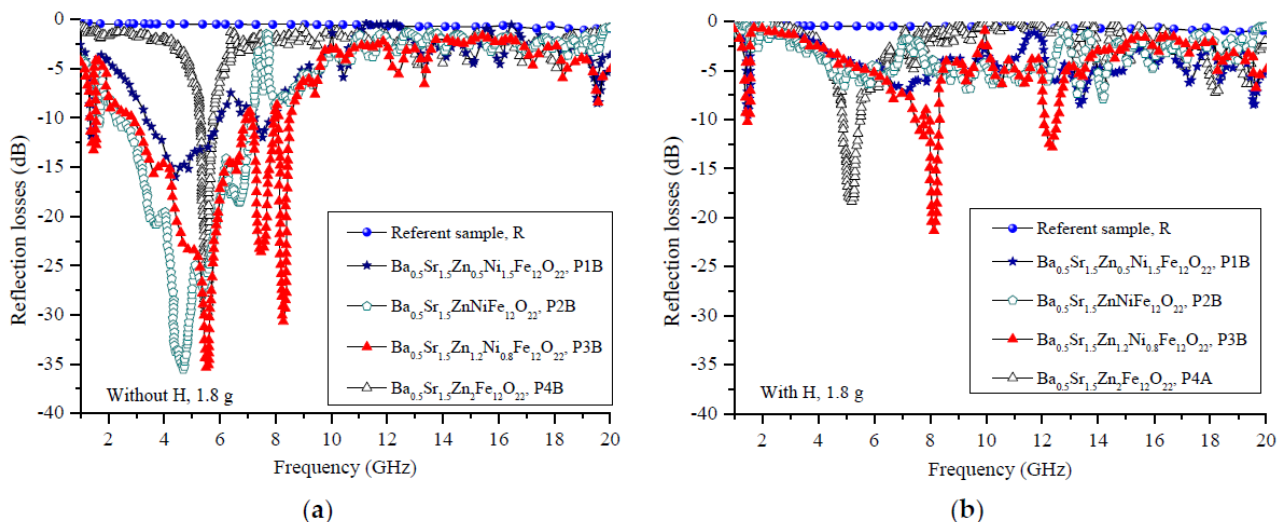 0
-5
-10
-15
-20
-25
-30
-35
-40
Reflection losses (dB)
Referent sample, R
Ba0.5Sr1.5Zn0.5Ni1.5Fe12O22, P1B
Ba0.5Sr1.5ZnNiFe12O22, P2B
Ba0.5Sr1.5Zn1.2Ni0.8Fe12O22, P3B
Ba0.5Sr1.5Zn2Fe12O22, P4B
Without H, 1.8 g
2 4 6 8 10 12 14 16 18 20
Frequency (GHz)
(a)
0
-5
-10
-15
-20
-25
-30
-35
-40
Reflection losses (dB)
Referent sample, R
Ba0.5Sr1.5Zn0.5Ni1.5Fe12O22, P1B
Ba0.5Sr1.5ZnNiFe12O22, P2B
Ba0.5Sr1.5Zn1.2Ni0.8Fe12O22, P3B
Ba0.5Sr1.5Zn2Fe12O22, P4A
With H, 1.8 g
2 4 6 8 10 12 14 16 18 20
Frequency (GHz)
(b)